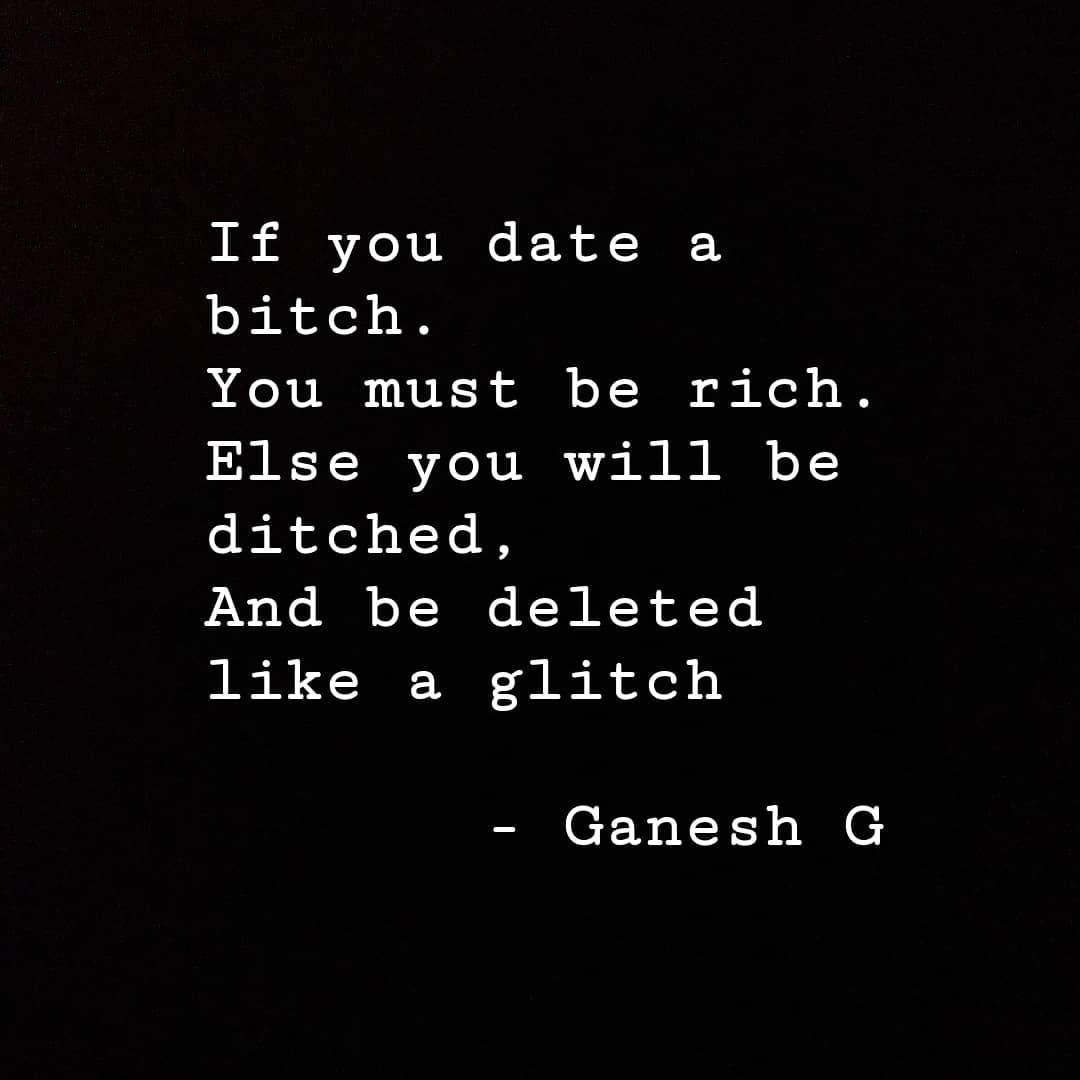 If you date a
bitch.
You must be rich.
Else you will be
ditched,
And be deleted
like a glitch
- Ganesh G